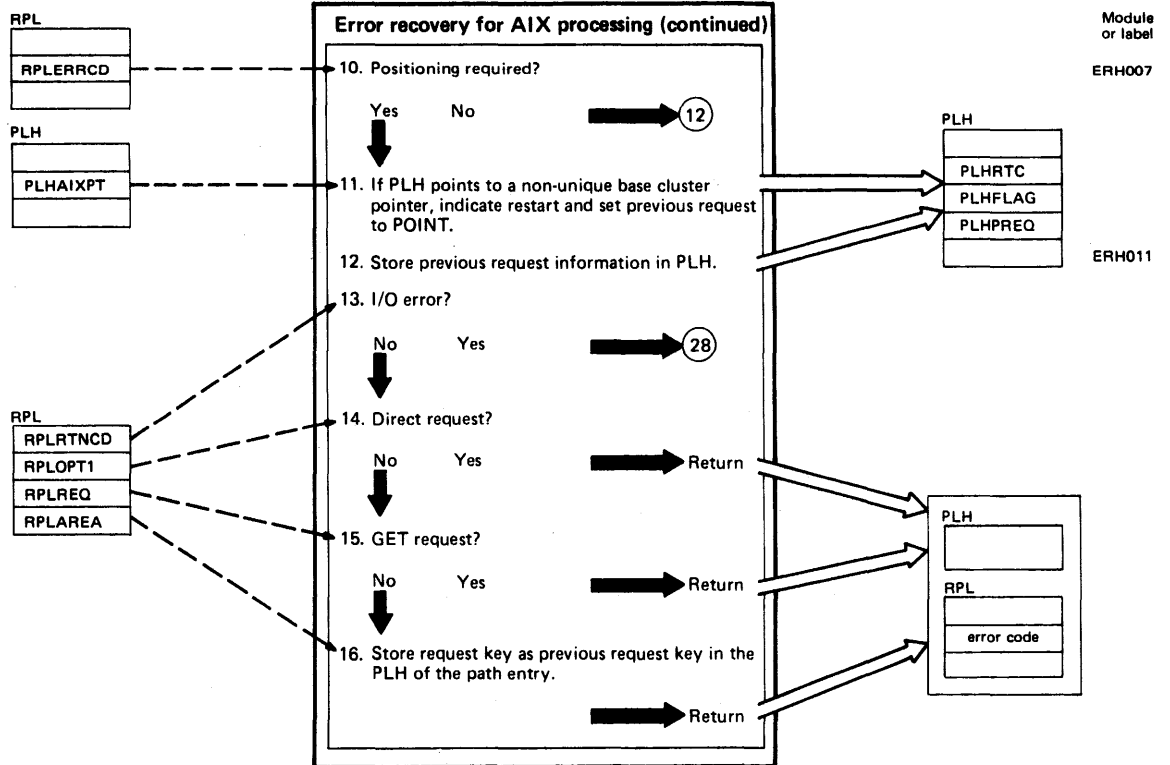 RPL
RPLERRCD
PLH
PLHAIXPT
RPL
RPLRTNCD
RPLOPT1
RPLREQ
RPLAREA
Error recovery for AIX processing (continued)
10. Positioning required?
Yes No 12
11. If PLH points to a non-unique base cluster
pointer, indicate restart and set previous request
to POINT.
12. Store previous request information in PLH.
13. I/O error?
No Yes 28
14. Direct request?
No Yes Return
15. GET request?
No Yes Return
16. Store request key as previous request key in the
PLH of the path entry.
Return
Module
or label
ERH007
PLH
PLHRTC
PLHFLAG
PLHPREQ
ERH011
PLH
RPL
error code